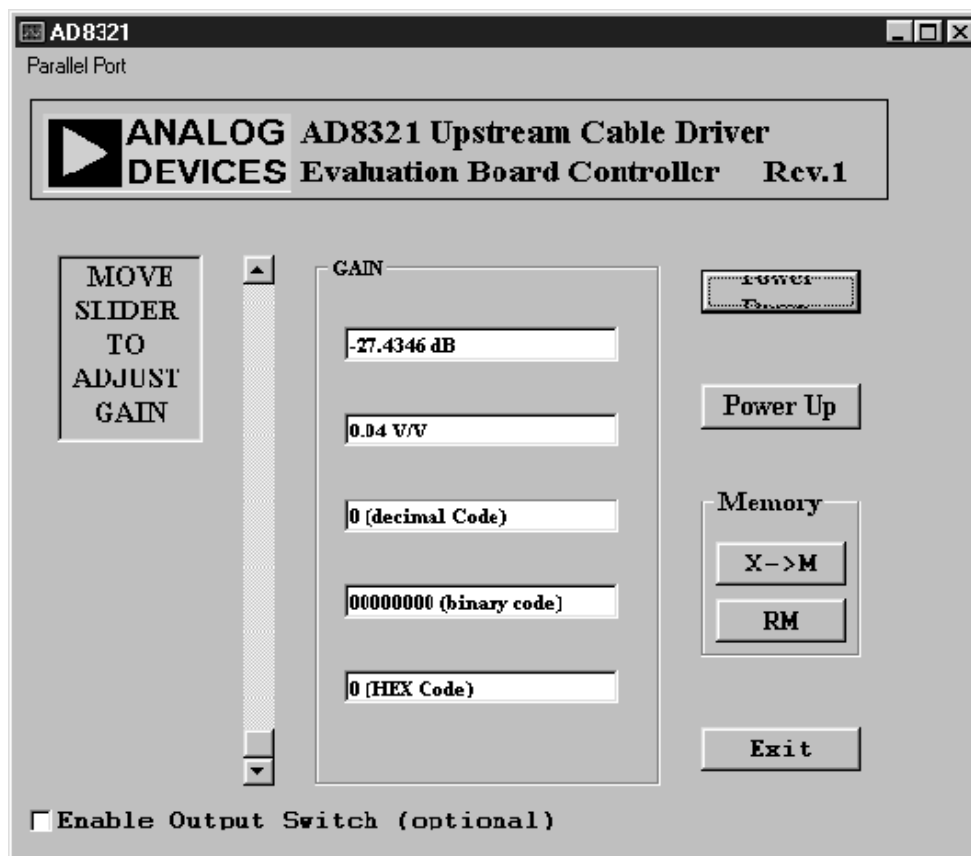 AD8321
Parallel Port
ANALOG DEVICES
AD8321 Upstream Cable Driver
Evaluation Board Controller Rev.1
MOVE
SLIDER
TO
ADJUST
GAIN
GAIN
-27.4346 dB
0.04 V/V
0 (decimal Code)
00000000 (binary code)
0 (HEX Code)
Power
Power Up
Memory
X->M
RM
Exit
Enable Output Switch (optional)